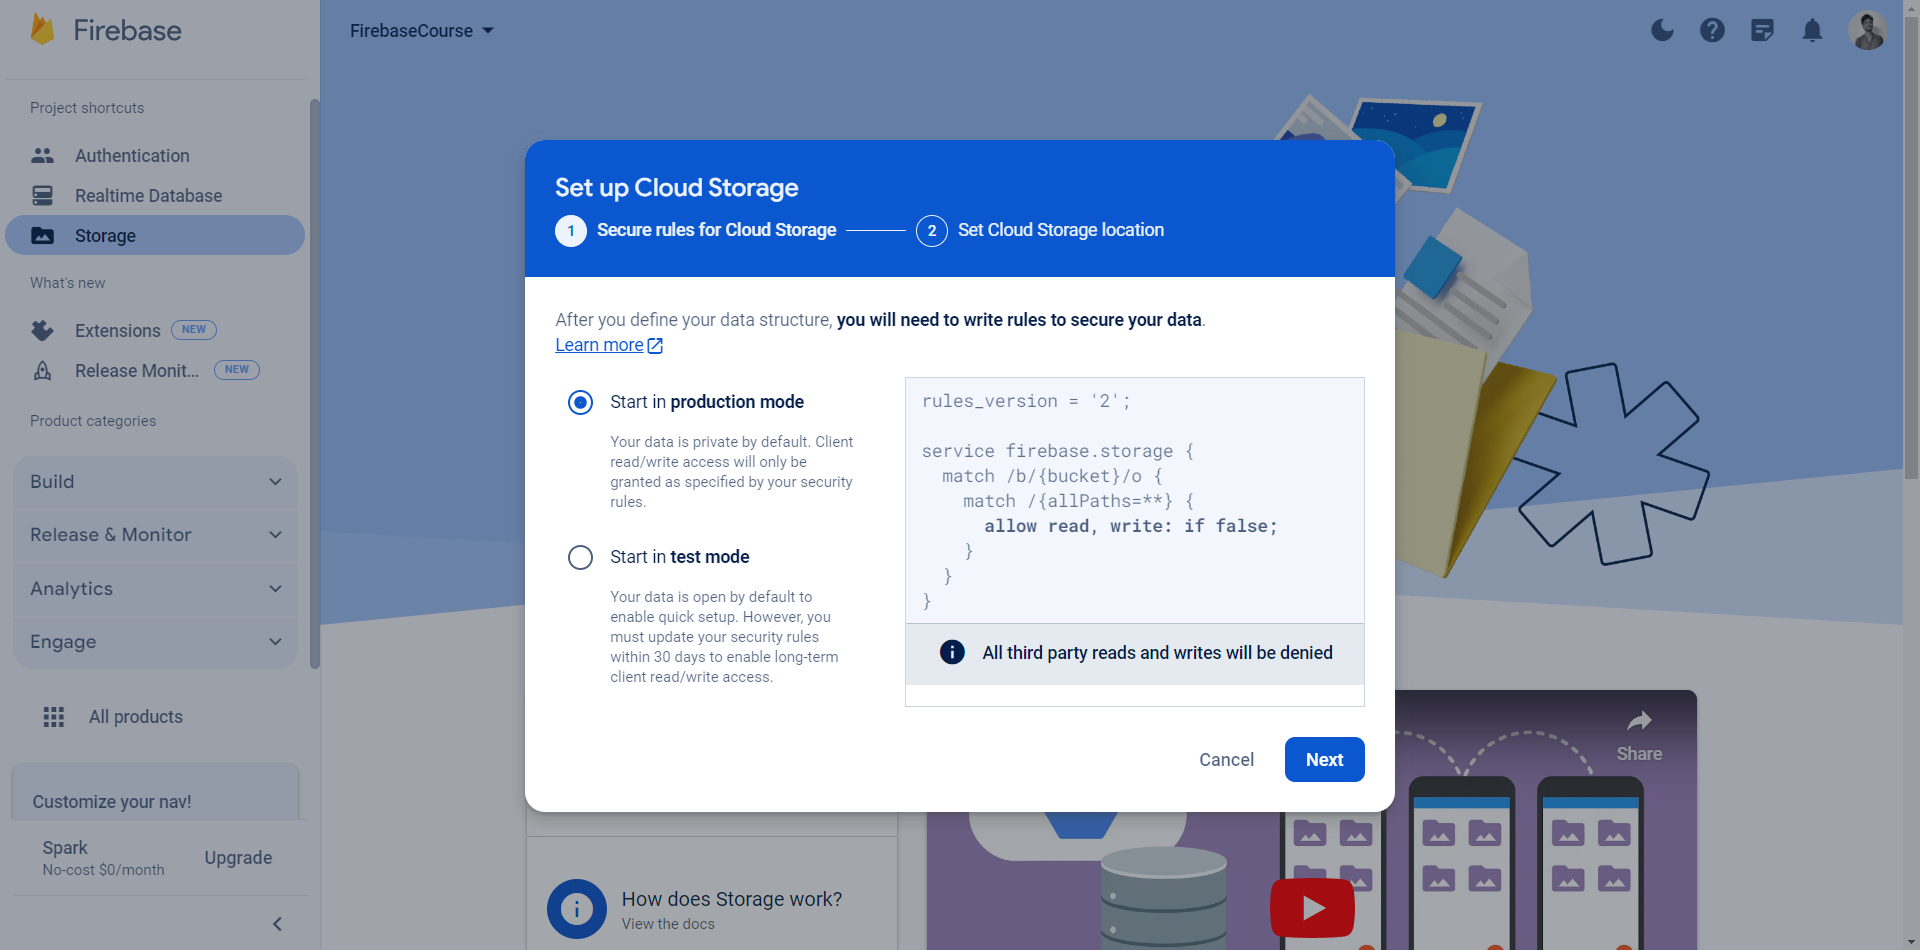 Firebase
FirebaseCourse
Project shortcuts
Authentication
Realtime Database
Storage
What's new
Extensions NEW
Release Monit... NEW
Product categories
Build
Release & Monitor
Analytics
Engage
All products
Customize your nav!
Spark
No-cost $0/month
Upgrade
Set up Cloud Storage
1 Secure rules for Cloud Storage 2 Set Cloud Storage location
After you define your data structure, you will need to write rules to secure your data.
Learn more
Start in production mode
Your data is private by default. Client
read/write access will only be
granted as specified by your security
rules.
Start in test mode
Your data is open by default to
enable quick setup. However, you
must update your security rules
within 30 days to enable long-term
client read/write access.
rules_version = '2';
service firebase.storage {
match /b/{bucket}/o {
match /{allPaths=**} {
allow read, write: if false;
}
}
}
All third party reads and writes will be denied
Cancel
Next
Share
How does Storage work?
View the docs